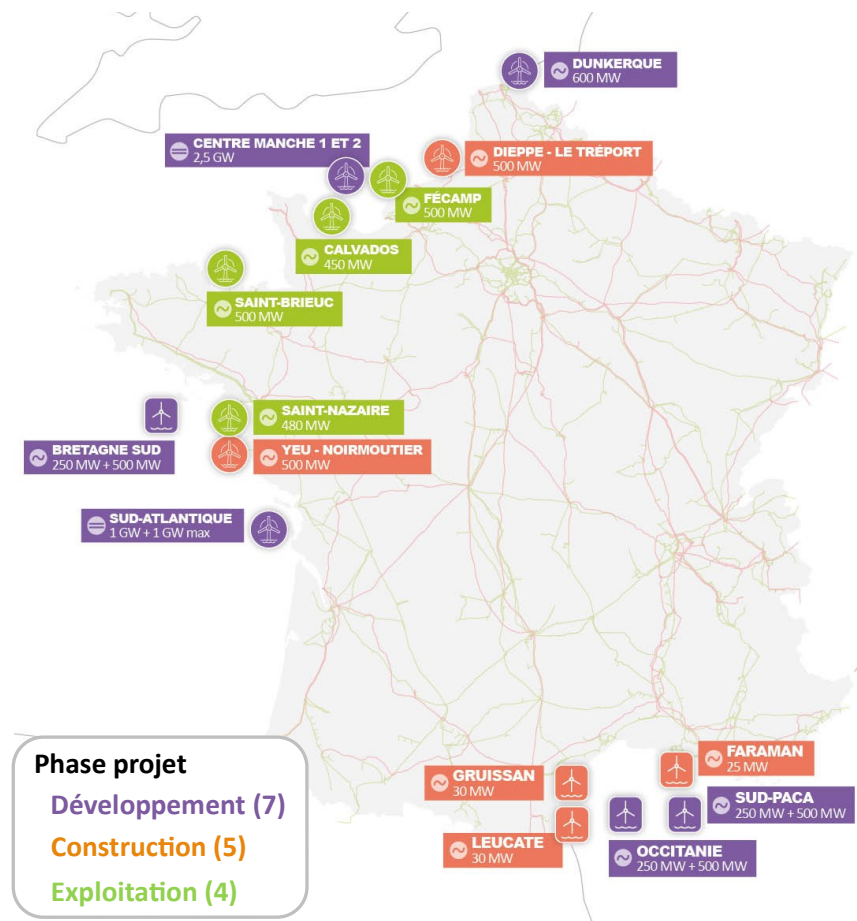 DUNKERQUE
600 MW
CENTRE MANCHE 1 ET 2
2,5 GW
DIEPPE - LE TRÉPORT
500 MW
FÉCAMP
500 MW
CALVADOS
450 MW
SAINT-BRIEUC
500 MW
SAINT-NAZAIRE
480 MW
BRETAGNE SUD
250 MW + 500 MW
YEU - NOIRMOUTIER
500 MW
SUD-ATLANTIQUE
1 GW + 1 GW max
FARAMAN
25 MW
GRUISSAN
30 MW
SUD-PACA
250 MW + 500 MW
LEUCATE
30 MW
OCCITANIE
250 MW + 500 MW
Phase projet
Développement (7)
Construction (5)
Exploitation (4)